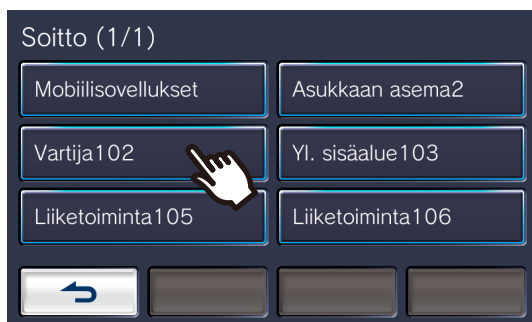 Soitto (1/1)
Mobiilisovellukset
Asukkaan asema2
Vartija102
Yl. sisäalue103
Liiketoiminta105
Liiketoiminta106